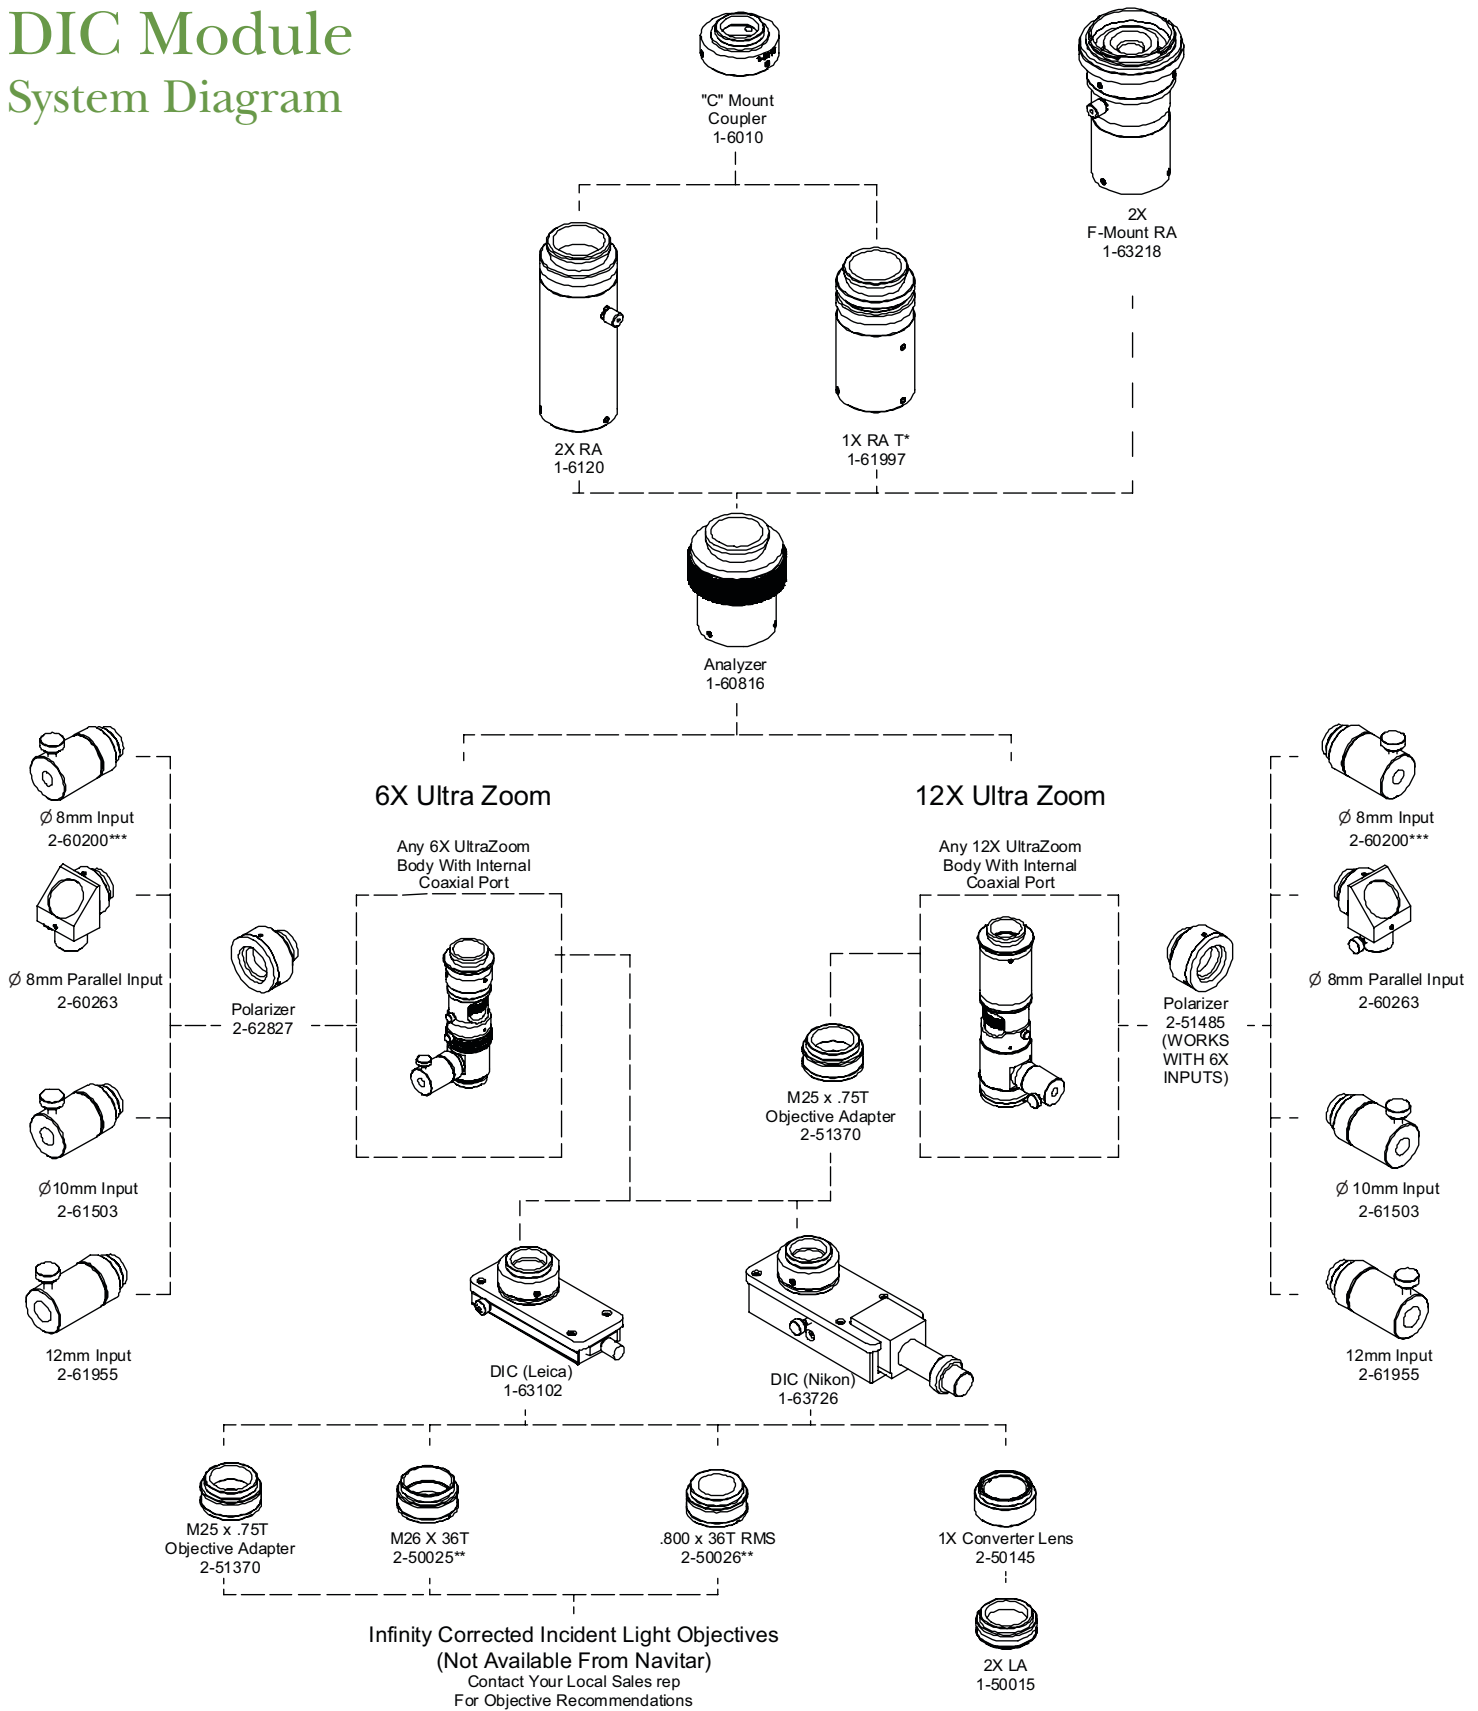 DIC Module
System Diagram
"C" Mount
Coupler
1-6010
2X
F-Mount RA
1-63218
2X RA
1-6120
1X RA T*
1-61997
Analyzer
1-60816
6X Ultra Zoom
Any 6X UltraZoom
Body With Internal
Coaxial Port
12X Ultra Zoom
Any 12X UltraZoom
Body With Internal
Coaxial Port
Ø 8mm Input
2-60200***
Ø 8mm Parallel Input
2-60263
Ø10mm Input
2-61503
12mm Input
2-61955
Polarizer
2-62827
M25 x .75T
Objective Adapter
2-51370
Polarizer
2-51485
(WORKS
WITH 6X
INPUTS)
Ø 8mm Input
2-60200***
Ø 8mm Parallel Input
2-60263
Ø 10mm Input
2-61503
12mm Input
2-61955
DIC (Leica)
1-63102
DIC (Nikon)
1-63726
M25 x .75T
Objective Adapter
2-51370
M26 X 36T
2-50025**
.800 x 36T RMS
2-50026**
1X Converter Lens
2-50145
2X LA
1-50015
Infinity Corrected Incident Light Objectives
(Not Available From Navitar)
Contact Your Local Sales rep
For Objective Recommendations